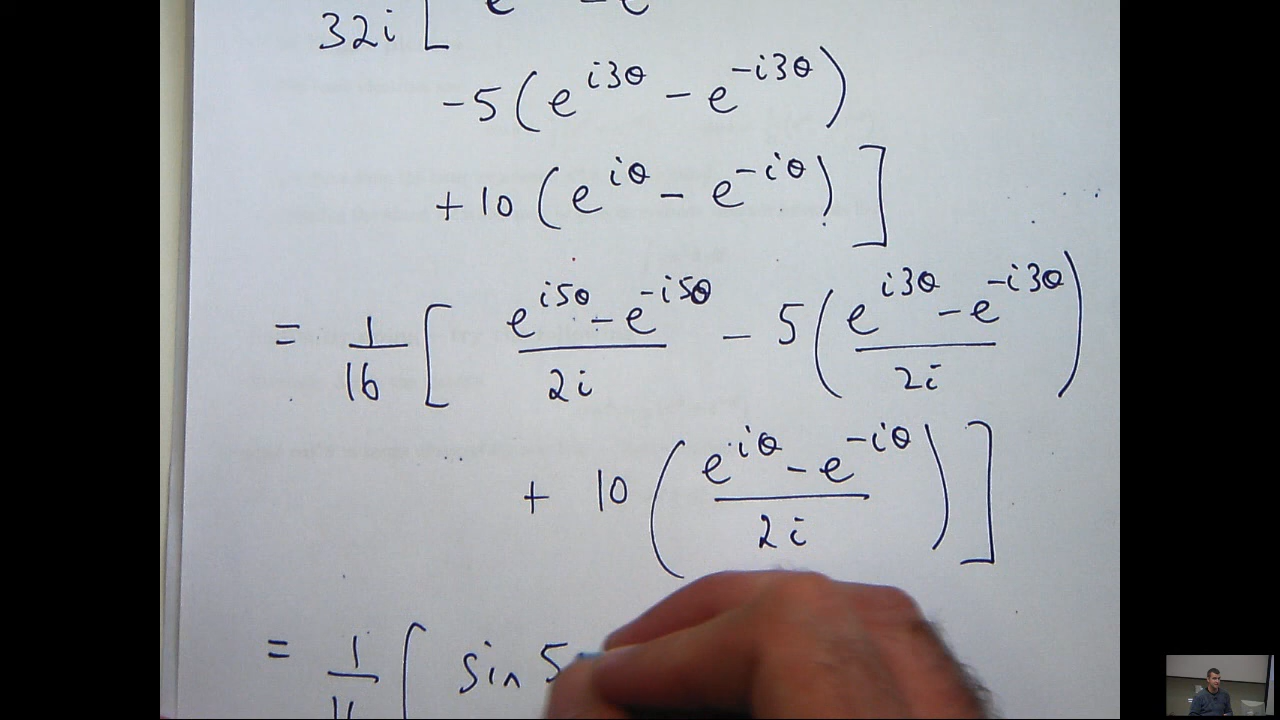 32i [ e - e
-5(e^{i3θ} - e^{-i3θ})
+10(e^{iθ} - e^{-iθ})]
= 1/16 [ (e^{i5θ} - e^{-i5θ})/2i - 5((e^{i3θ} - e^{-i3θ})/2i)
+ 10((e^{iθ} - e^{-iθ})/2i)]
= 1/16 [ sin 5